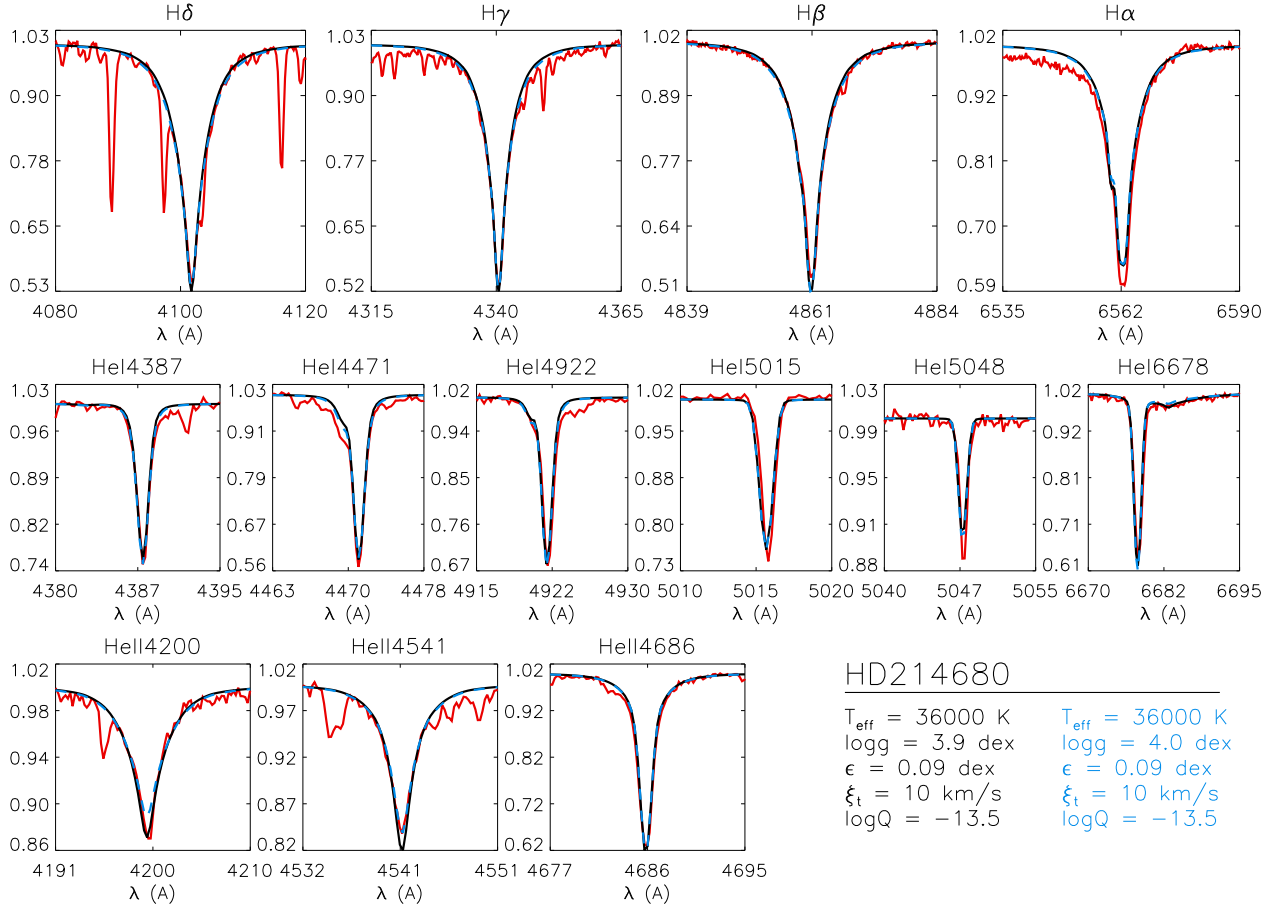 Hδ Hγ Hβ Hα
1.03 1.03 1.02 1.02
0.90 0.90 0.89 0.92
0.78 0.77 0.77 0.81
0.65 0.65 0.64 0.70
0.53 0.52 0.51 0.59
4080 4100 4120 4315 4340 4365 4839 4861 4884 6535 6562 6590
λ (A) λ (A) λ (A) λ (A)
HeI4387 HeI4471 HeI4922 HeI5015 HeI5048 HeI6678
1.03 1.03 1.02 1.02 1.02 1.02
0.96 0.91 0.94 0.95 0.99 0.92
0.89 0.79 0.85 0.88 0.95 0.81
0.82 0.67 0.76 0.80 0.91 0.71
0.74 0.56 0.67 0.73 0.88 0.61
4380 4387 4395 4463 4470 4478 4915 4922 4930 5010 5015 5020 5040 5047 5055 6670 6682 6695
λ (A) λ (A) λ (A) λ (A) λ (A) λ (A)
HeII4200 HeII4541 HeII4686
1.02 1.02 1.02
0.98 0.97 0.92
0.94 0.92 0.82
0.90 0.87 0.72
0.86 0.82 0.62
4191 4200 4210 4532 4541 4551 4677 4686 4695
λ (A) λ (A) λ (A)
HD214680
T_eff = 36000 K T_eff = 36000 K
logg = 3.9 dex logg = 4.0 dex
ϵ = 0.09 dex ϵ = 0.09 dex
ξ_t = 10 km/s ξ_t = 10 km/s
logQ = −13.5 logQ = −13.5